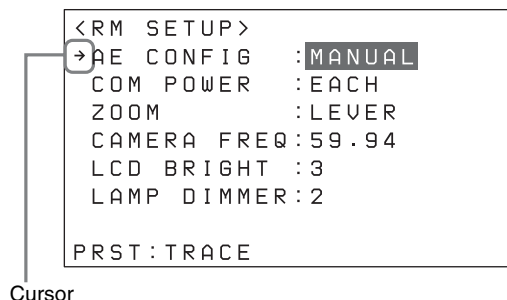 <RM SETUP>
→AE CONFIG :MANUAL
COM POWER :EACH
ZOOM :LEVER
CAMERA FREQ:59.94
LCD BRIGHT :3
LAMP DIMMER:2
PRST:TRACE
Cursor